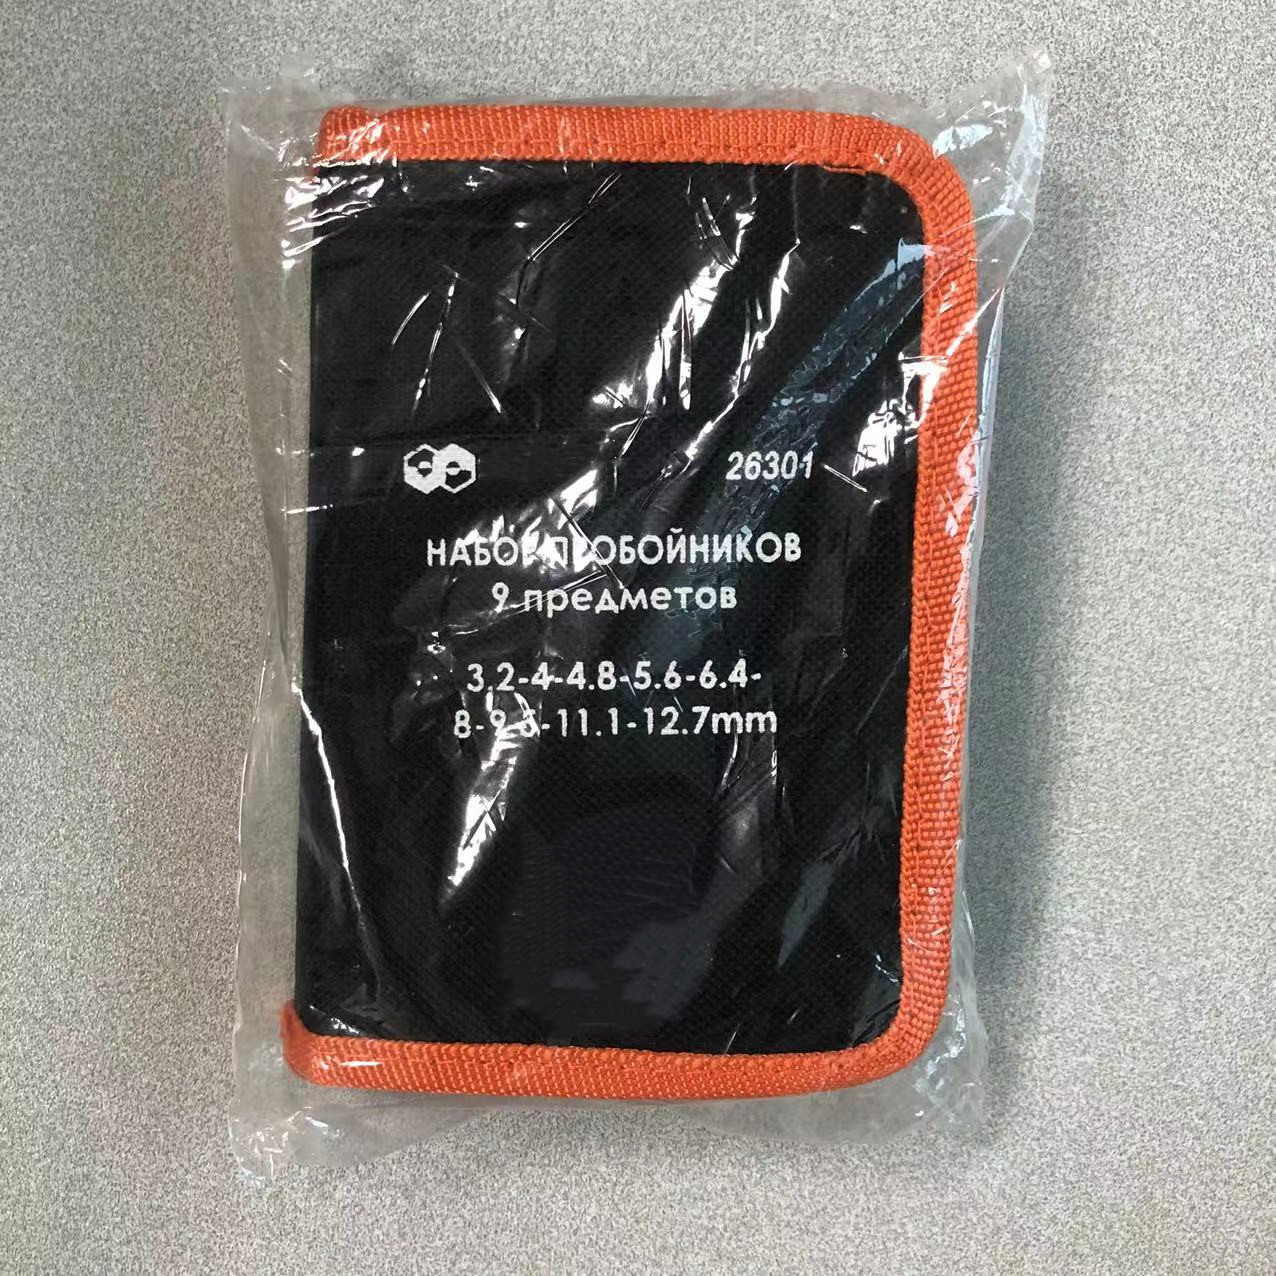 26301
НАБОР ПРОБОЙНИКОВ
9 предметов
3.2-4-4.8-5.6-6.4-
8-9.5-11.1-12.7mm